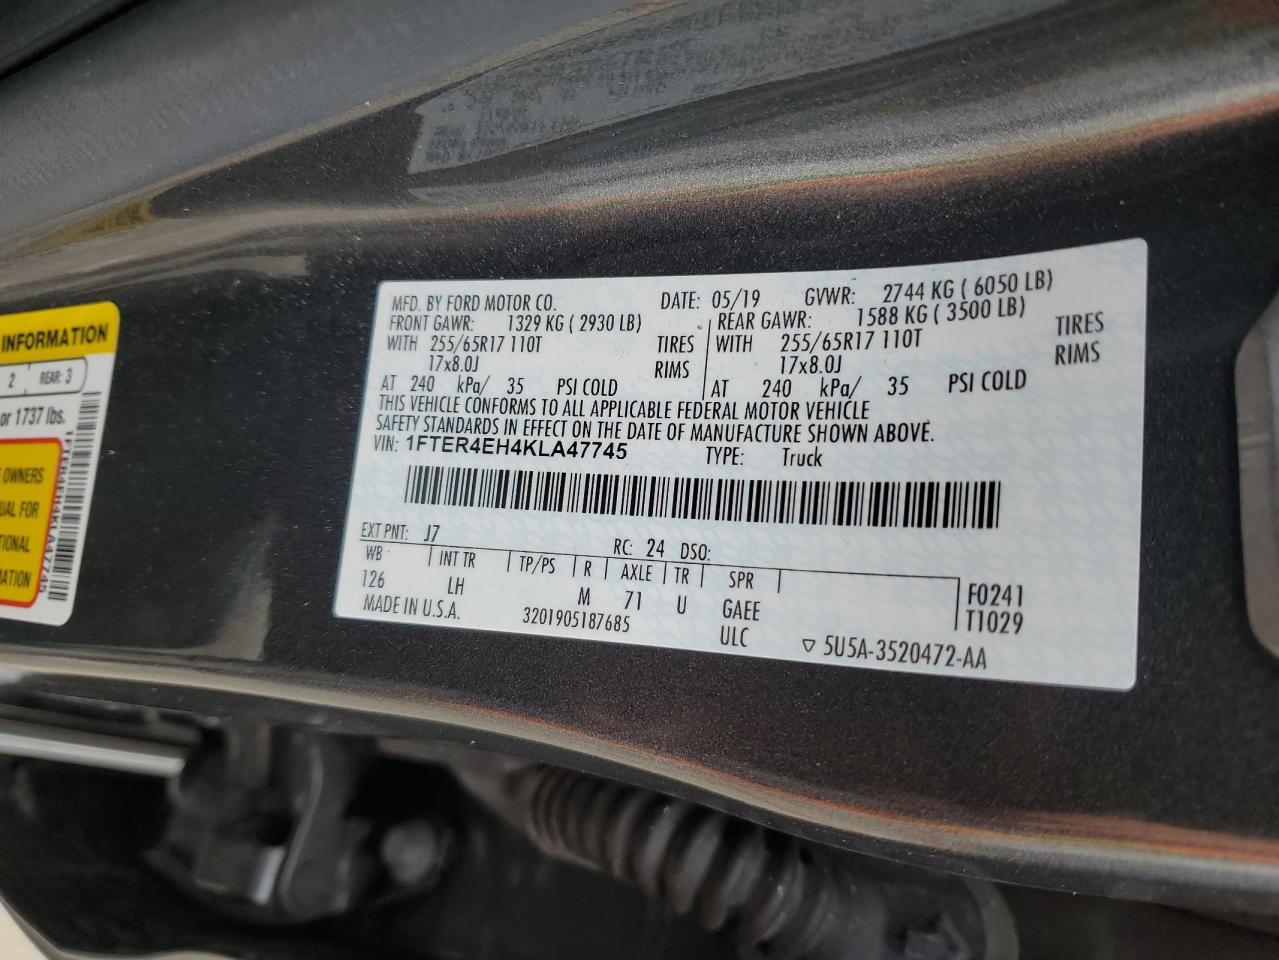 INFORMATION
2
REAR: 3
or 1737 lbs.
OWNERS
UAL FOR
TIONAL
MATION
1FTER4EH4KLA47745
MFD. BY FORD MOTOR CO.
DATE: 05/19
GVWR: 2744 KG ( 6050 LB)
FRONT GAWR: 1329 KG ( 2930 LB)
REAR GAWR: 1588 KG ( 3500 LB)
WITH 255/65R17 110T TIRES
WITH 255/65R17 110T TIRES
17x8.0J RIMS
17x8.0J RIMS
AT 240 kPa/ 35 PSI COLD
AT 240 kPa/ 35 PSI COLD
THIS VEHICLE CONFORMS TO ALL APPLICABLE FEDERAL MOTOR VEHICLE
SAFETY STANDARDS IN EFFECT ON THE DATE OF MANUFACTURE SHOWN ABOVE.
VIN: 1FTER4EH4KLA47745
TYPE: Truck
EXT PNT: J7
RC: 24 DSO:
WB INT TR TP/PS R AXLE TR SPR
126 LH M 71 U GAEE
F0241
MADE IN U.S.A. 3201905187685 ULC
T1029
▽ 5U5A-3520472-AA